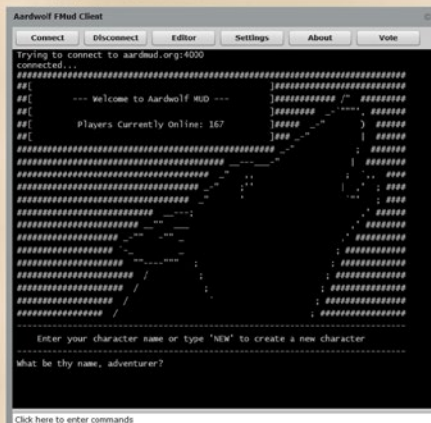 Aardwolf FMud Client
Connect Disconnect Editor Settings About Vote
Trying to connect to aardmud.org:4000
connected...
--- Welcome to Aardwolf MUD ---
Players Currently Online: 167
Enter your character name or type 'NEW' to create a new character
What be thy name, adventurer?
Click here to enter commands